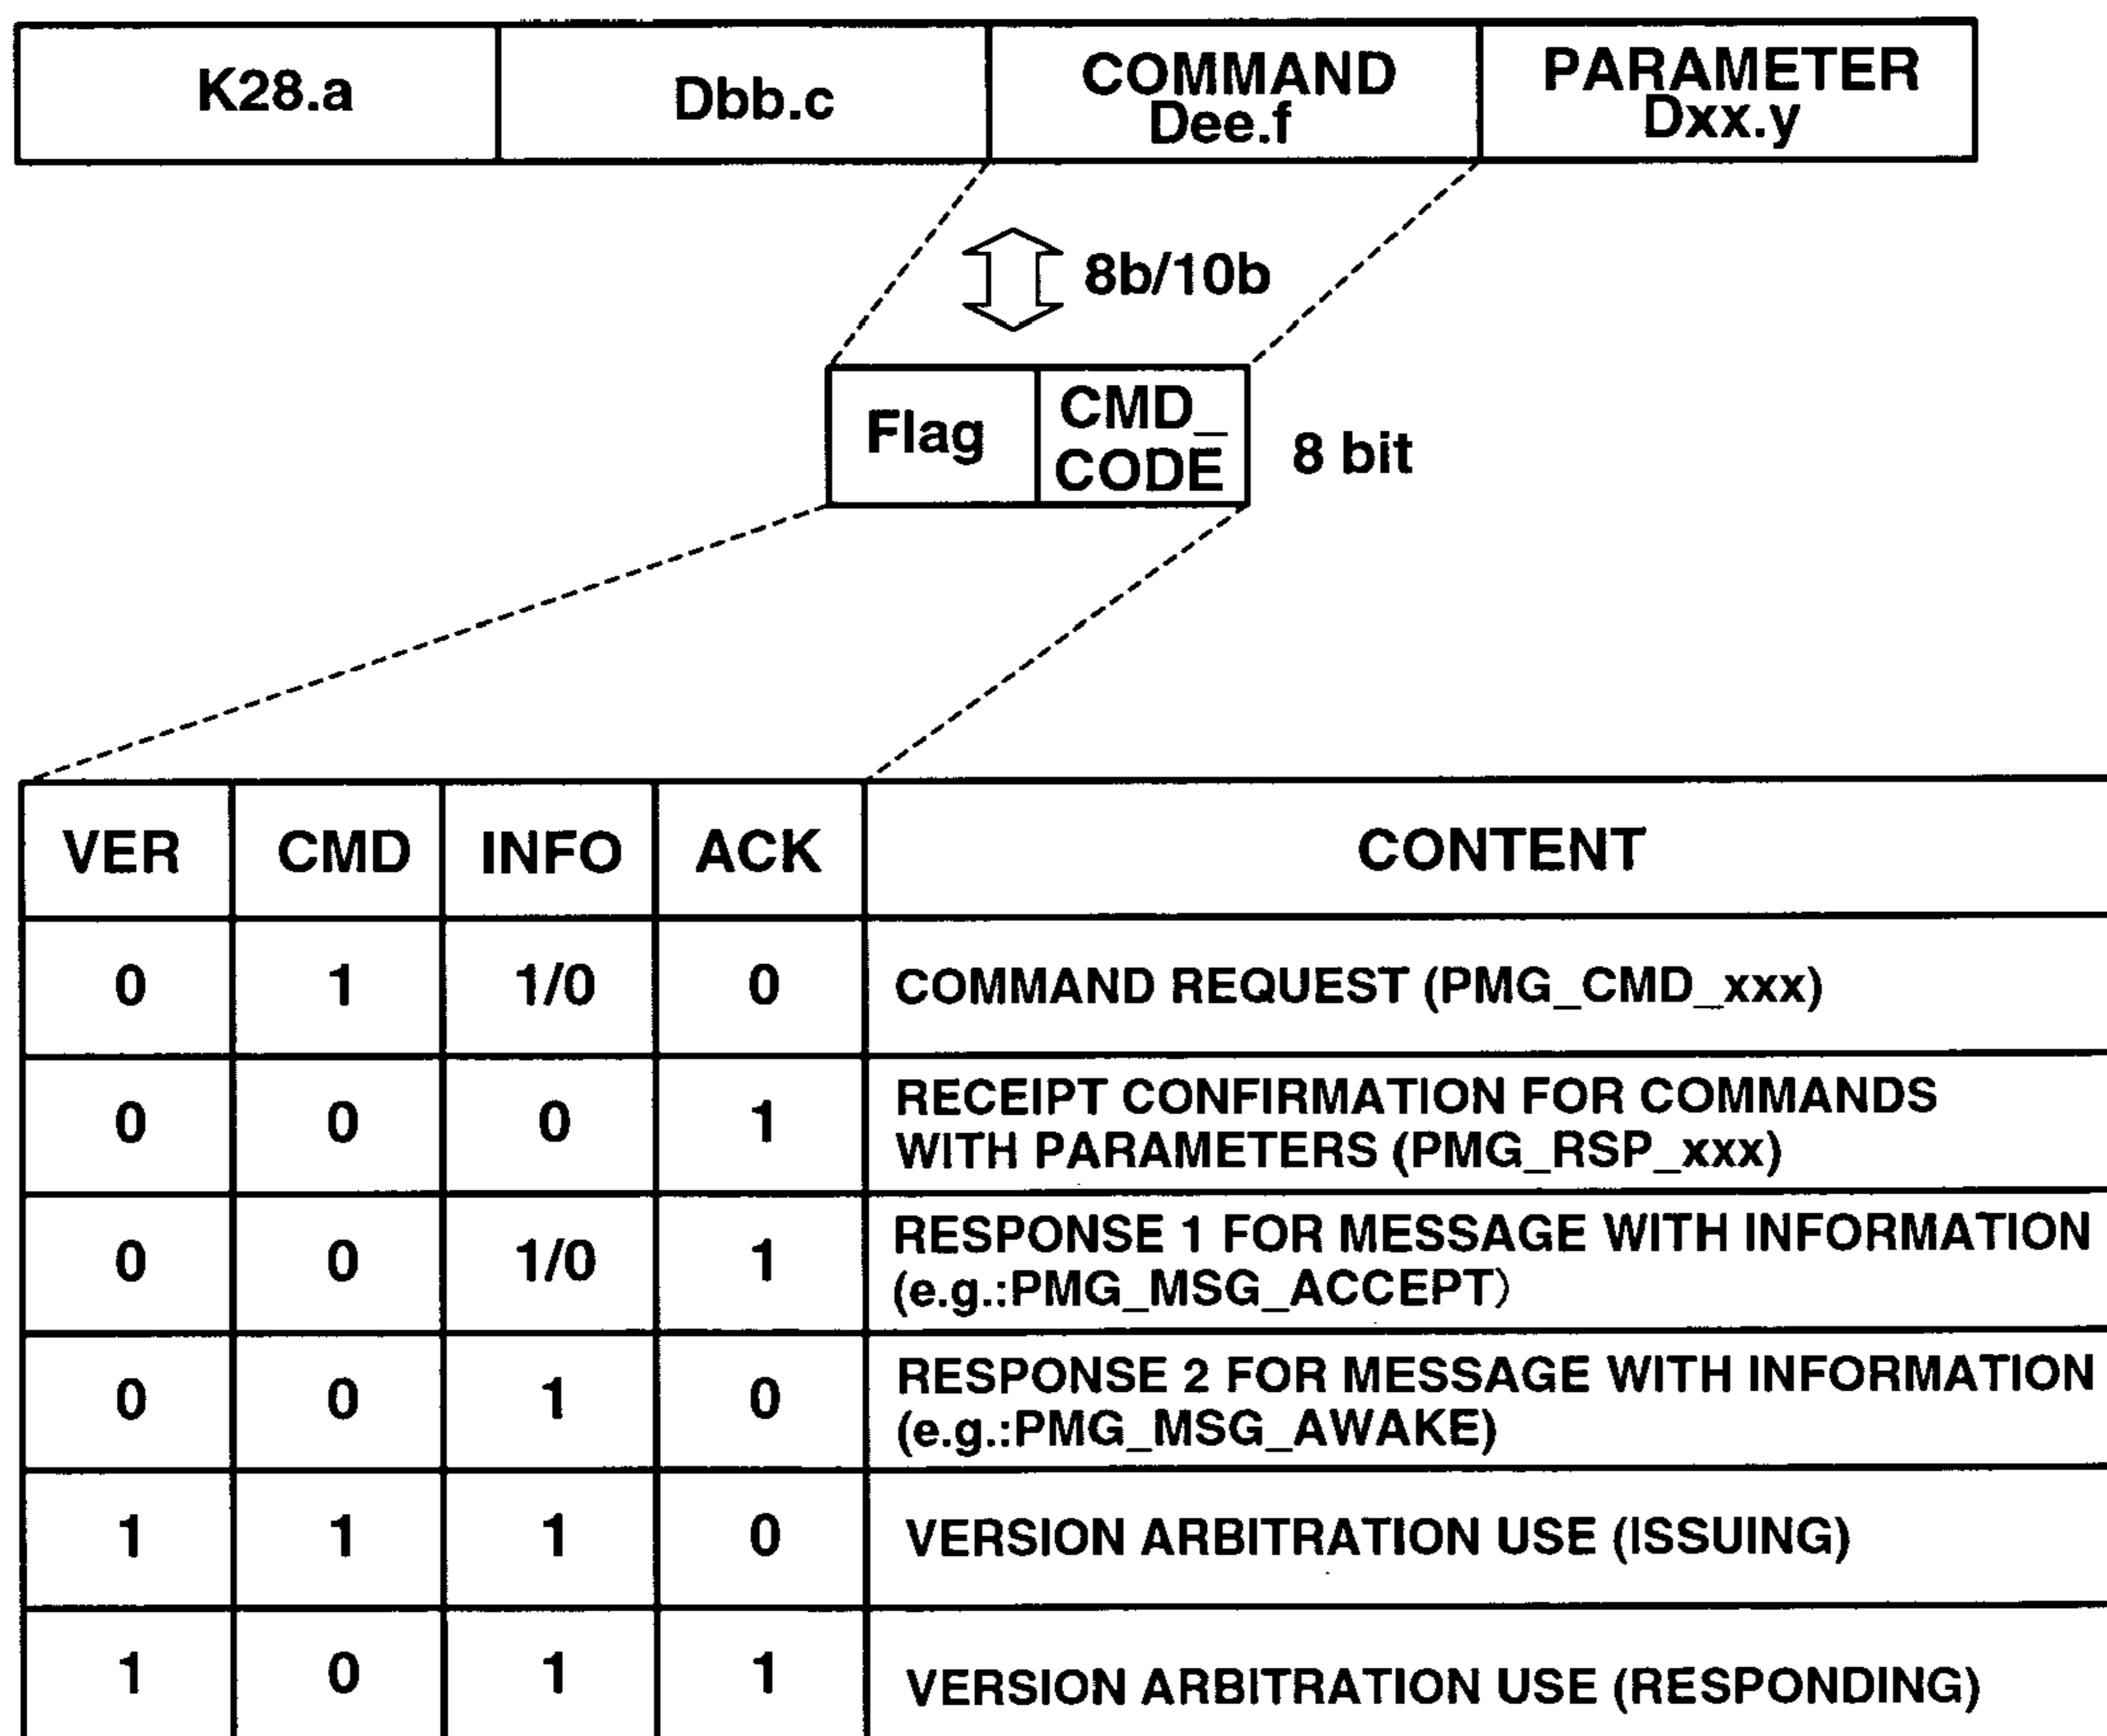 K28.a Dbb.c COMMAND PARAMETER
Dee.f Dxx.y
8b/10b
Flag CMD_
CODE 8 bit
VER CMD INFO ACK CONTENT
0 1 1/0 0 COMMAND REQUEST (PMG_CMD_xxx)
0 0 0 1 RECEIPT CONFIRMATION FOR COMMANDS
WITH PARAMETERS (PMG_RSP_xxx)
0 0 1/0 1 RESPONSE 1 FOR MESSAGE WITH INFORMATION
(e.g.:PMG_MSG_ACCEPT)
0 0 1 0 RESPONSE 2 FOR MESSAGE WITH INFORMATION
(e.g.:PMG_MSG_AWAKE)
1 1 1 0 VERSION ARBITRATION USE (ISSUING)
1 0 1 1 VERSION ARBITRATION USE (RESPONDING)